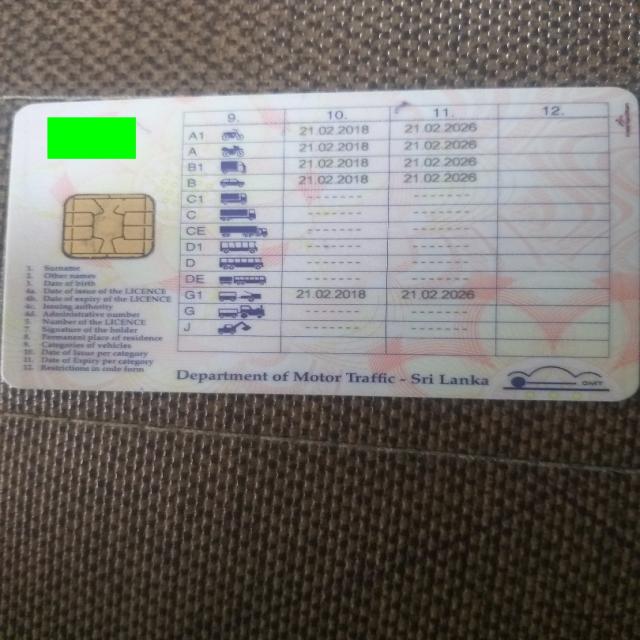 9. 10. 11. 12.
A1 21.02.2018 21.02.2026
A 21.02.2018 21.02.2026
B1 21.02.2018 21.02.2026
B 21.02.2018 21.02.2026
C1 ------- -------
C ------- -------
CE ------- -------
D1 ------- -------
D ------- -------
DE ------- -------
G1 21.02.2018 21.02.2026
G ------- -------
J ------- -------
1. Surname
2. Other names
3. Date of birth
4a. Date of issue of the LICENCE
4b. Date of expiry of the LICENCE
4c. Issuing authority
4d. Administrative number
5. Number of the LICENCE
7. Signature of the holder
8. Permanent place of residence
9. Categories of vehicles
10. Date of Issue per category
11. Date of Expiry per category
12. Restrictions in code form
Department of Motor Traffic - Sri Lanka
DMT